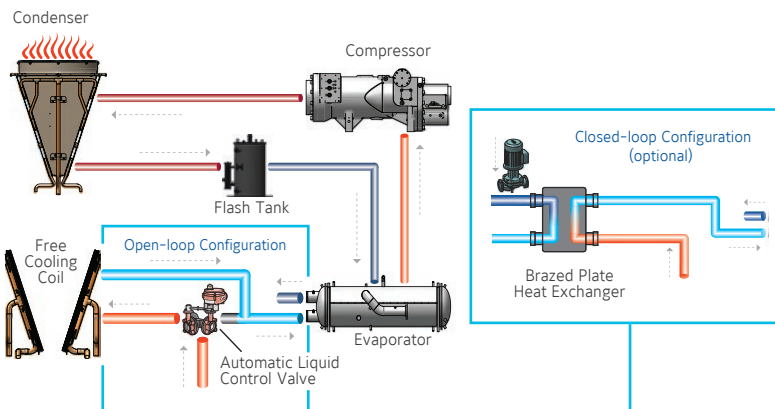 Condenser
Compressor
Closed-loop Configuration
(optional)
Flash Tank
Free
Cooling
Coil
Open-loop Configuration
Brazed Plate
Heat Exchanger
Evaporator
Automatic Liquid
Control Valve